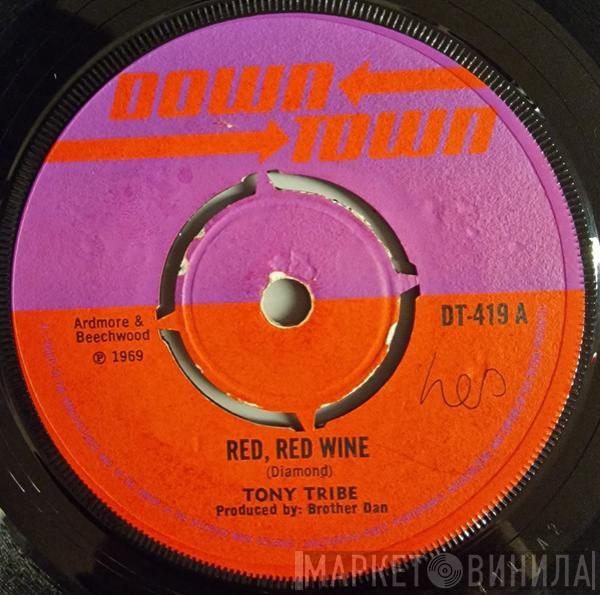 DOWN
TOWN
Ardmore &
Beechwood
℗ 1969
DT-419 A
RED, RED WINE
(Diamond)
TONY TRIBE
Produced by: Brother Dan
МАРКЕТ ВИНИЛА